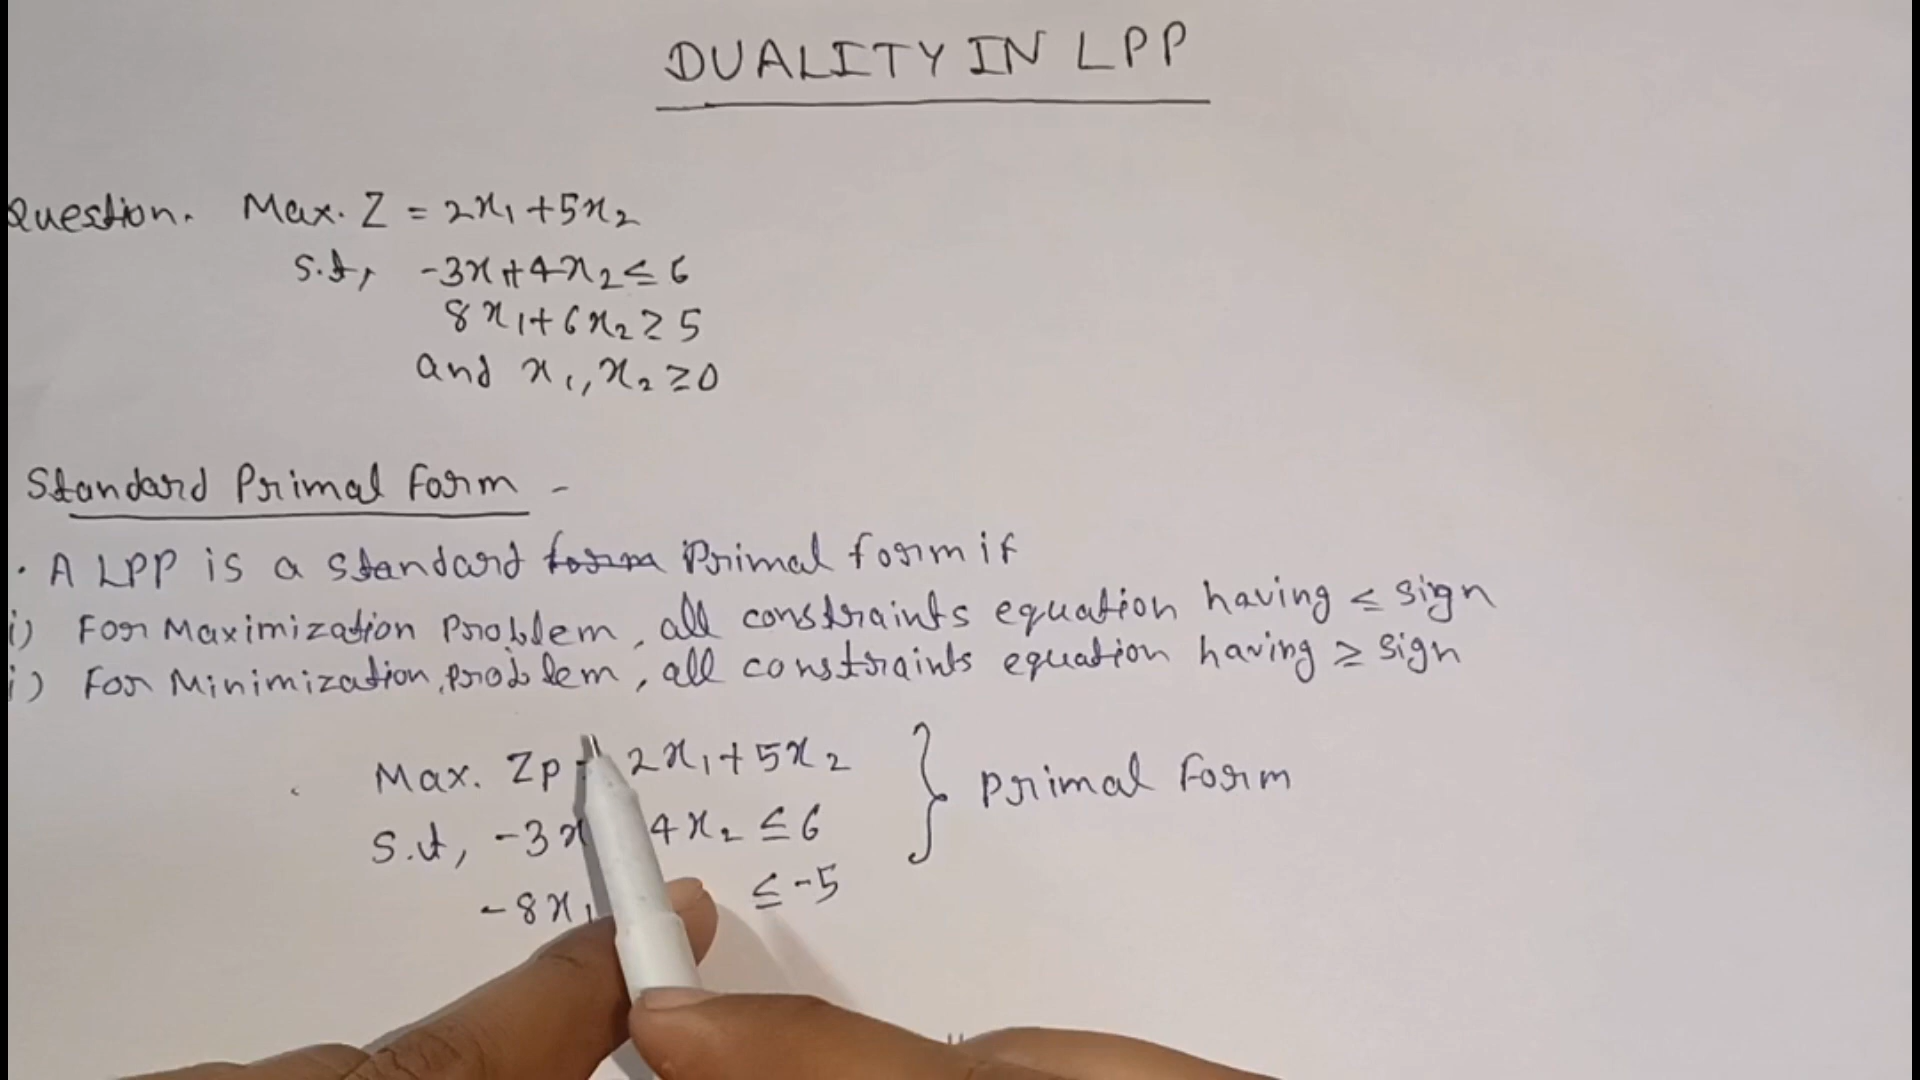 DUALITY IN LPP
Question. Max. Z = 2x₁+5x₂
s.t, -3x₁+4x₂ ≤ 6
8x₁+6x₂ ≥ 5
and x₁, x₂ ≥0
Standard Primal Form -
• A LPP is a standard form Primal form if
i) For Maximization Problem, all constraints equation having ≤ sign
i) For Minimization problem, all constraints equation having ≥ sign
Max. Zp = 2x₁+5x₂
s.t, -3x 4x₂ ≤ 6
-8x₁ ≤ -5
} Primal Form